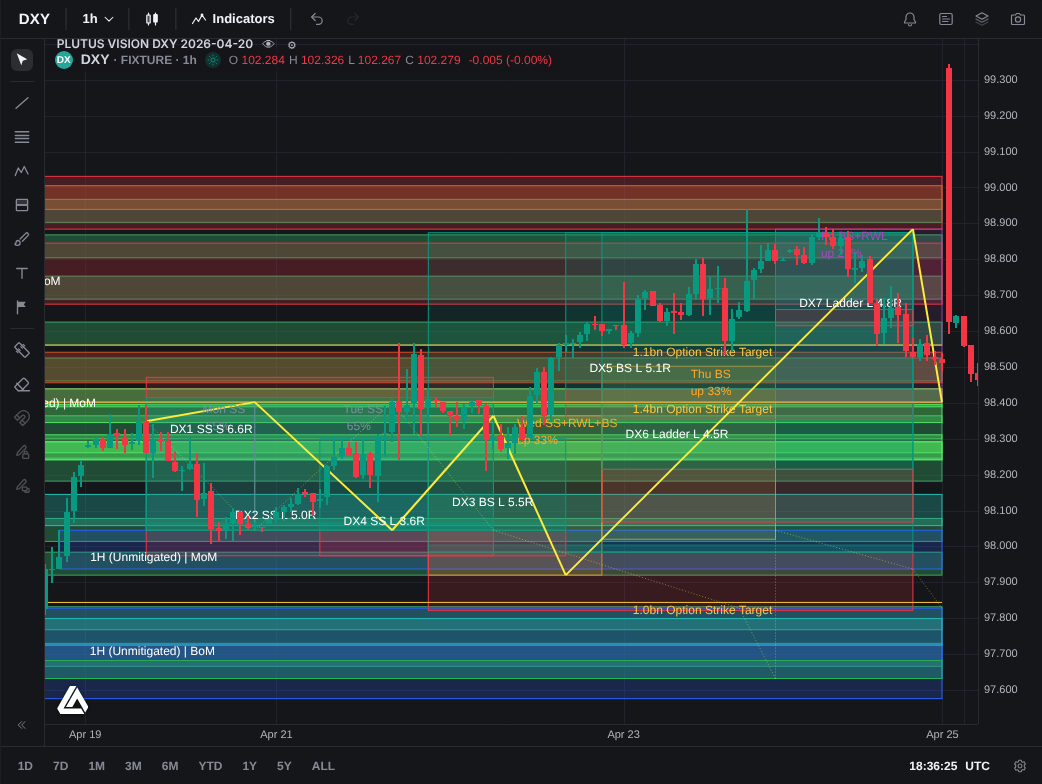 DXY 1h Indicators
PLUTUS VISION DXY 2026-04-20
DX DXY · FIXTURE · 1h O 102.284 H 102.326 L 102.267 C 102.279 -0.005 (-0.00%)
99.300
99.200
99.100
99.000
98.900
98.800
98.700
98.600
98.500
98.400
98.300
98.200
98.100
98.000
97.900
97.800
97.700
97.600
SS+RWL
up
oM
DX7 Ladder L 4.8R
1.1bn Option Strike Target
DX5 BS L 5.1R
Thu BS
up 33%
ed) | MoM
Mon SS
Tue SS
1.4bn Option Strike Target
65%
DX1 SS S 6.6R
Wed SS+RWL+BS
up 33%
DX6 Ladder L 4.5R
DX3 BS L 5.5R
DX2 SS L 5.0R
DX4 SS L 3.6R
1H (Unmitigated) | MoM
1.0bn Option Strike Target
1H (Unmitigated) | BoM
Apr 19 Apr 21 Apr 23 Apr 25
1D 7D 1M 3M 6M YTD 1Y 5Y ALL 18:36:25 UTC